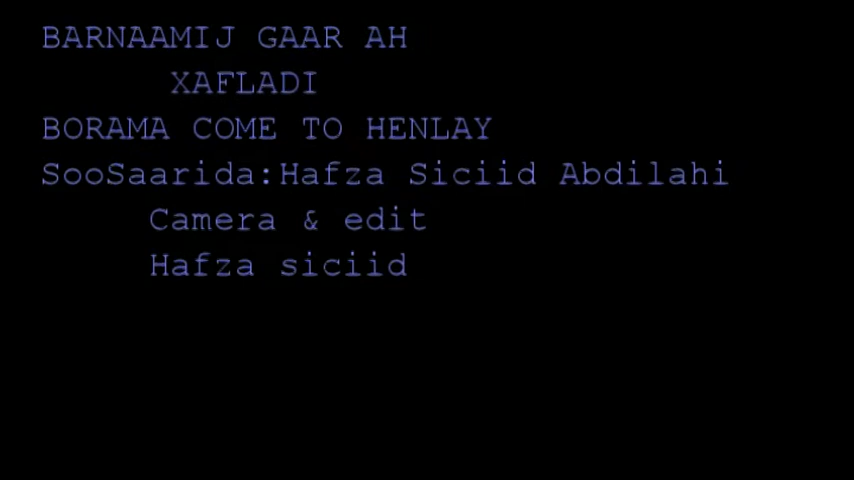 BARNAAMIJ GAAR AH
XAFLADI
BORAMA COME TO HENLAY
SooSaarida:Hafza Siciid Abdilahi
Camera & edit
Hafza siciid